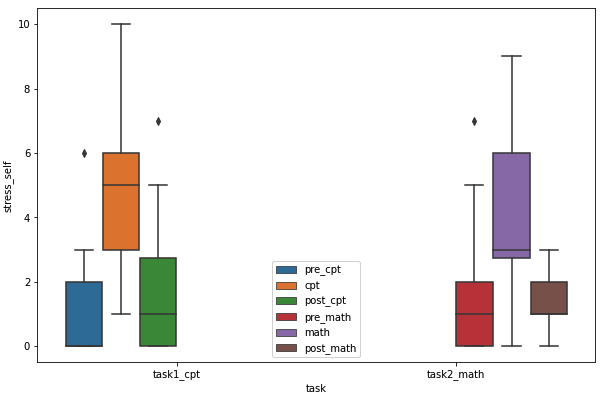 10
8
6
4
2
0
stress_self
pre_cpt
cpt
post_cpt
pre_math
math
post_math
task1_cpt
task2_math
task